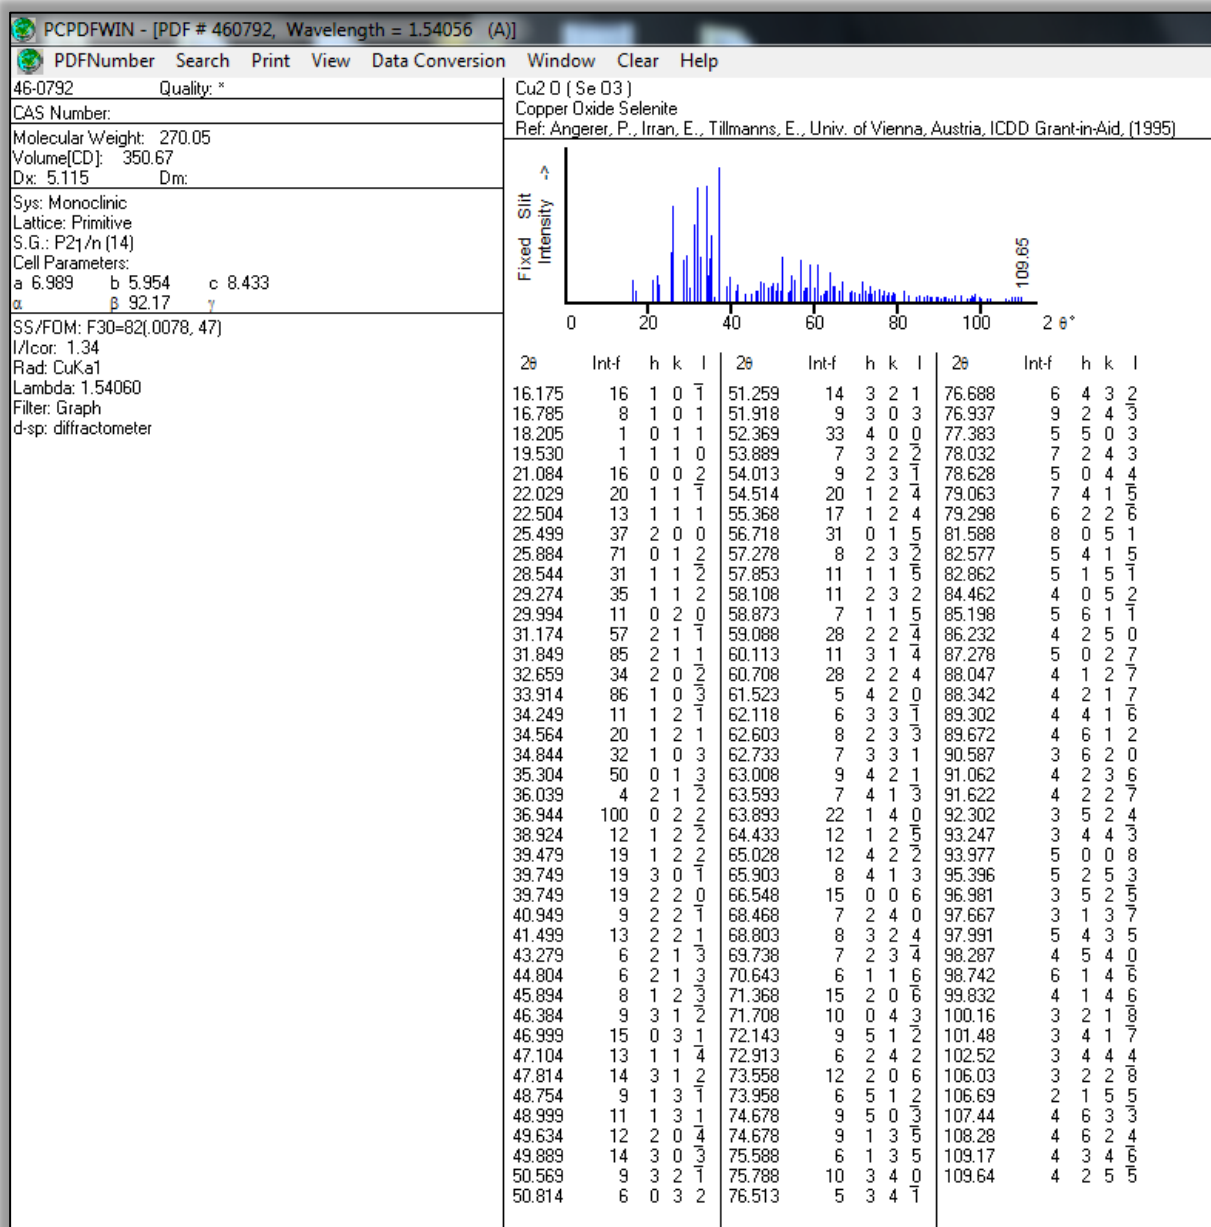 PCPDFWIN - [PDF # 460792, Wavelength = 1.54056 (A)]
PDFNumber Search Print View Data Conversion Window Clear Help
46-0792 Quality: *
CAS Number:
Molecular Weight: 270.05
Volume[CD]: 350.67
Dx: 5.115 Dm:
Sys: Monoclinic
Lattice: Primitive
S.G.: P21/n (14)
Cell Parameters:
a 6.989 b 5.954 c 8.433
α β 92.17 γ
SS/FOM: F30=82(.0078, 47)
I/Icor: 1.34
Rad: CuKa1
Lambda: 1.54060
Filter: Graph
d-sp: diffractometer
Cu2 O ( Se O3 )
Copper Oxide Selenite
Ref: Angerer, P., Irran, E., Tillmanns, E., Univ. of Vienna, Austria, ICDD Grant-in-Aid, (1995)
Fixed Slit
Intensity ->
109.65
0 20 40 60 80 100 2 θ°
2θ Int-f h k l 2θ Int-f h k l 2θ Int-f h k l
16.175 16 1 0 1̅ 51.259 14 3 2 1 76.688 6 4 3 2
16.785 8 1 0 1 51.918 9 3 0 3 76.937 9 2 4 3̅
18.205 1 0 1 1 52.369 33 4 0 0 77.383 5 5 0 3
19.530 1 1 1 0 53.889 7 3 2 2̅ 78.032 7 2 4 3
21.084 16 0 0 2 54.013 9 2 3 1̅ 78.628 5 0 4 4
22.029 20 1 1 1̅ 54.514 20 1 2 4̅ 79.063 7 4 1 5̅
22.504 13 1 1 1 55.368 17 1 2 4 79.298 6 2 2 6̅
25.499 37 2 0 0 56.718 31 0 1 5 81.588 8 0 5 1
25.884 71 0 1 2 57.278 8 2 3 2̅ 82.577 5 4 1 5
28.544 31 1 1 2̅ 57.853 11 1 1 5̅ 82.862 5 1 5 1̅
29.274 35 1 1 2 58.108 11 2 3 2 84.462 4 0 5 2
29.994 11 0 2 0 58.873 7 1 1 5 85.198 5 6 1 1̅
31.174 57 2 1 1̅ 59.088 28 2 2 4̅ 86.232 4 2 5 0
31.849 85 2 1 1 60.113 11 3 1 4̅ 87.278 5 0 2 7
32.659 34 2 0 2̅ 60.708 28 2 2 4 88.047 4 1 2 7̅
33.914 86 1 0 3̅ 61.523 5 4 2 0 88.342 4 2 1 7
34.249 11 1 2 1̅ 62.118 6 3 3 1̅ 89.302 4 4 1 6̅
34.564 20 1 2 1 62.603 8 2 3 3̅ 89.672 4 6 1 2
34.844 32 1 0 3 62.733 7 3 3 1 90.587 3 6 2 0
35.304 50 0 1 3 63.008 9 4 2 1̅ 91.062 4 2 3 6
36.039 4 2 1 2̅ 63.593 7 4 1 3̅ 91.622 4 2 2 7̅
36.944 100 0 2 2 63.893 22 1 4 0 92.302 3 5 2 4
38.924 12 1 2 2̅ 64.433 12 1 2 5̅ 93.247 3 4 4 3̅
39.479 19 1 2 2 65.028 12 4 2 2̅ 93.977 5 0 0 8
39.749 19 3 0 1̅ 65.903 8 4 1 3 95.396 5 2 5 3
39.749 19 2 2 0 66.548 15 0 0 6 96.981 3 5 2 5̅
40.949 9 2 2 1̅ 68.468 7 2 4 0 97.667 3 1 3 7̅
41.499 13 2 2 1 68.803 8 3 2 4 97.991 5 4 3 5
43.279 6 2 1 3̅ 69.738 7 2 3 4̅ 98.287 4 5 4 0
44.804 6 2 1 3 70.643 6 1 1 6̅ 98.742 6 1 4 6̅
45.894 8 1 2 3̅ 71.368 15 2 0 6̅ 99.832 4 1 4 6
46.384 9 3 1 2̅ 71.708 10 0 4 3 100.16 3 2 1 8̅
46.999 15 0 3 1 72.143 9 5 1 2̅ 101.48 3 4 1 7̅
47.104 13 1 1 4̅ 72.913 6 2 4 2 102.52 3 4 4 4
47.814 14 3 1 2 73.558 12 2 0 6 106.03 3 2 2 8̅
48.754 9 1 3 1̅ 73.958 6 5 1 2 106.69 2 1 5 5
48.999 11 1 3 1 74.678 9 5 0 3̅ 107.44 4 6 3 3̅
49.634 12 2 0 4̅ 74.678 9 1 3 5̅ 108.28 4 6 2 4
49.889 14 3 0 3̅ 75.588 6 1 3 5 109.17 4 3 4 6̅
50.569 9 3 2 1̅ 75.788 10 3 4 0 109.64 4 2 5 5̅
50.814 6 0 3 2 76.513 5 3 4 1̅